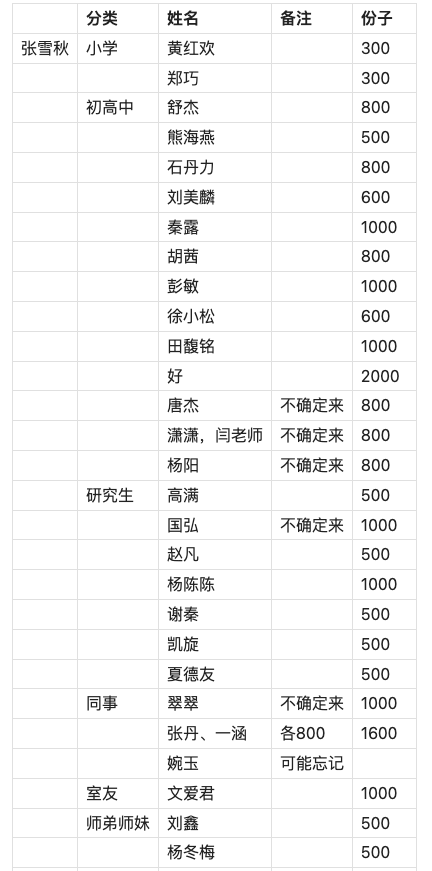 分类 姓名 备注 份子
张雪秋 小学 黄红欢 300
郑巧 300
初高中 舒杰 800
熊海燕 500
石丹力 800
刘美麟 600
秦露 1000
胡茜 800
彭敏 1000
徐小松 600
田馥铭 1000
好 2000
唐杰 不确定来 800
潇潇，闫老师 不确定来 800
杨阳 不确定来 800
研究生 高满 500
国弘 不确定来 1000
赵凡 500
杨陈陈 1000
谢秦 500
凯旋 500
夏德友 500
同事 翠翠 不确定来 1000
张丹、一涵 各800 1600
婉玉 可能忘记
室友 文爱君 1000
师弟师妹 刘鑫 500
杨冬梅 500